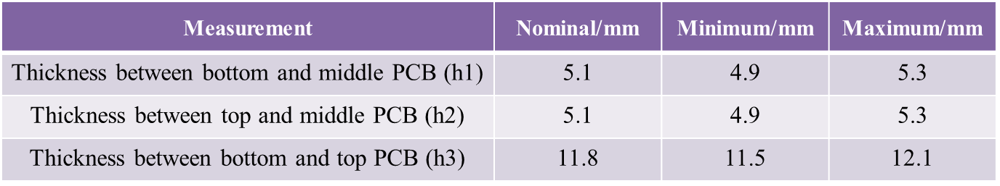 Measurement Nominal/mm Minimum/mm Maximum/mm
Thickness between bottom and middle PCB (h1) 5.1 4.9 5.3
Thickness between top and middle PCB (h2) 5.1 4.9 5.3
Thickness between bottom and top PCB (h3) 11.8 11.5 12.1